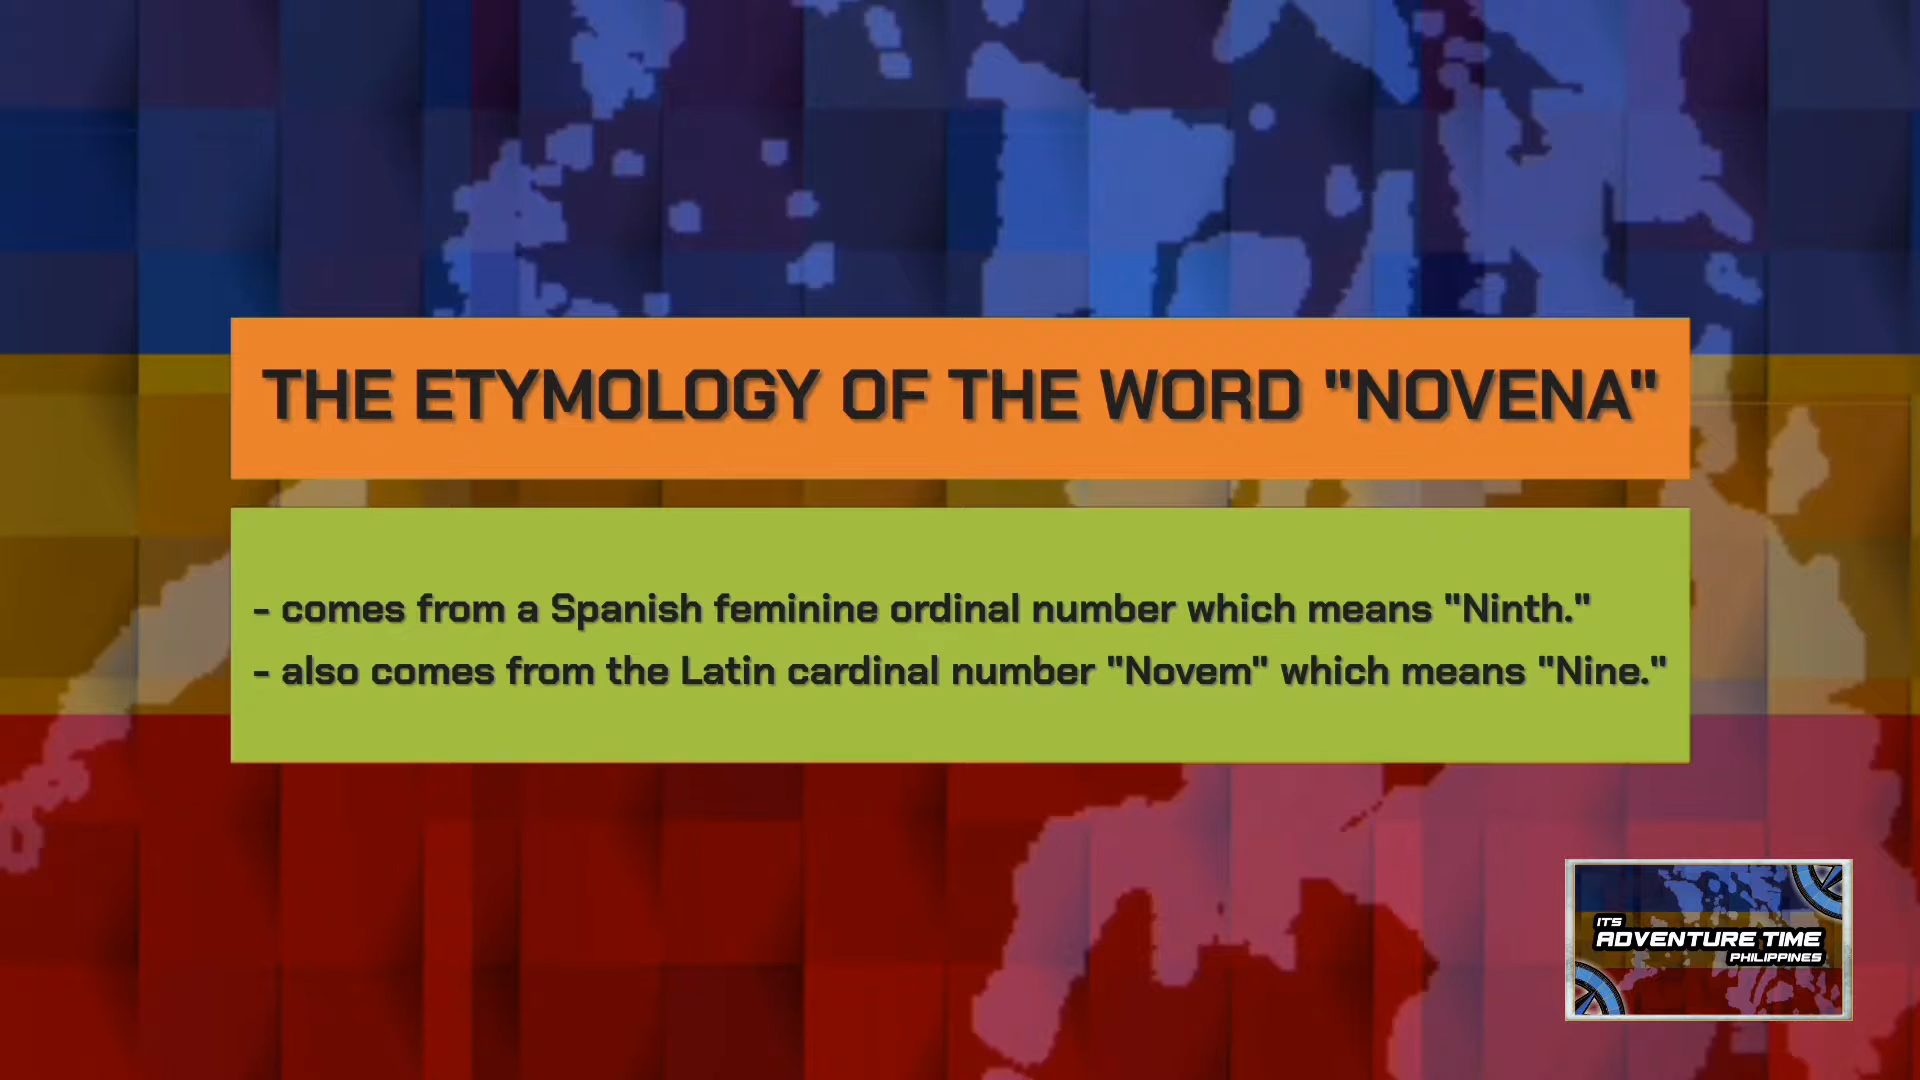 THE ETYMOLOGY OF THE WORD "NOVENA"
- comes from a Spanish feminine ordinal number which means "Ninth."
- also comes from the Latin cardinal number "Novem" which means "Nine."
ITS
ADVENTURE TIME
PHILIPPINES